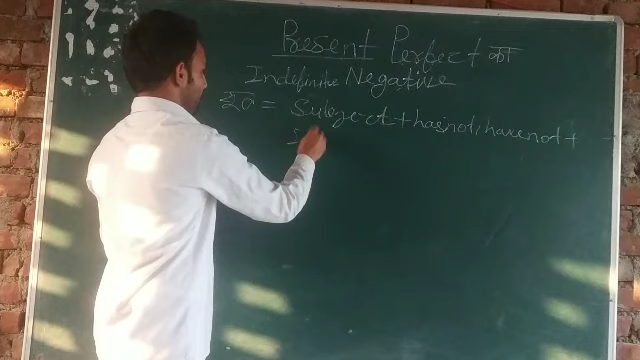 Present Perfect का
Indefinite Negative
सूत्र = Subject + has not, have not +